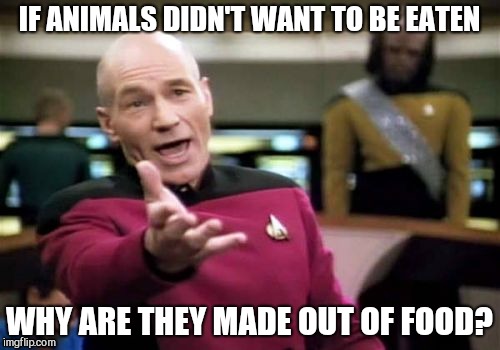 IF ANIMALS DIDN'T WANT TO BE EATEN
WHY ARE THEY MADE OUT OF FOOD?
imgflip.com